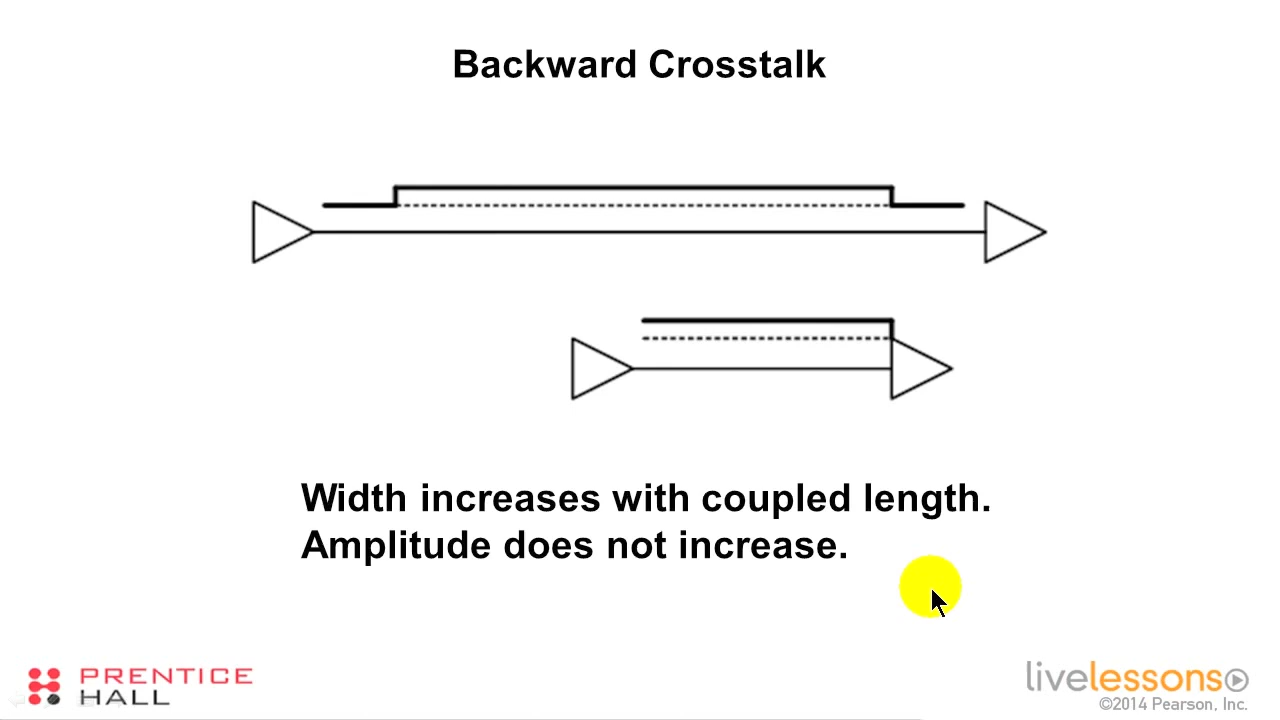 Backward Crosstalk
Width increases with coupled length.
Amplitude does not increase.
PRENTICE
HALL
livelessons
©2014 Pearson, Inc.